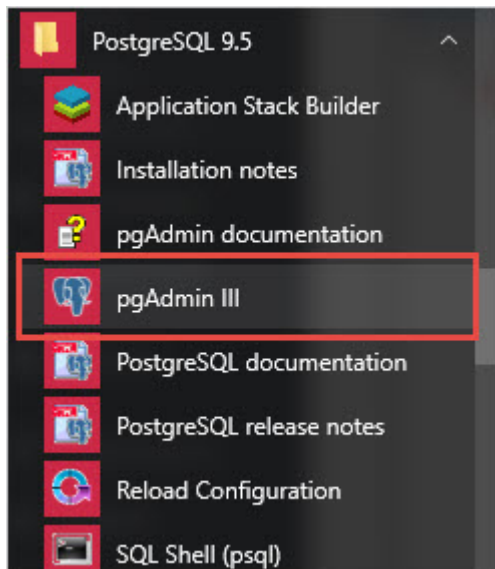 PostgreSQL 9.5
Application Stack Builder
Installation notes
pgAdmin documentation
pgAdmin III
PostgreSQL documentation
PostgreSQL release notes
Reload Configuration
SQL Shell (psql)